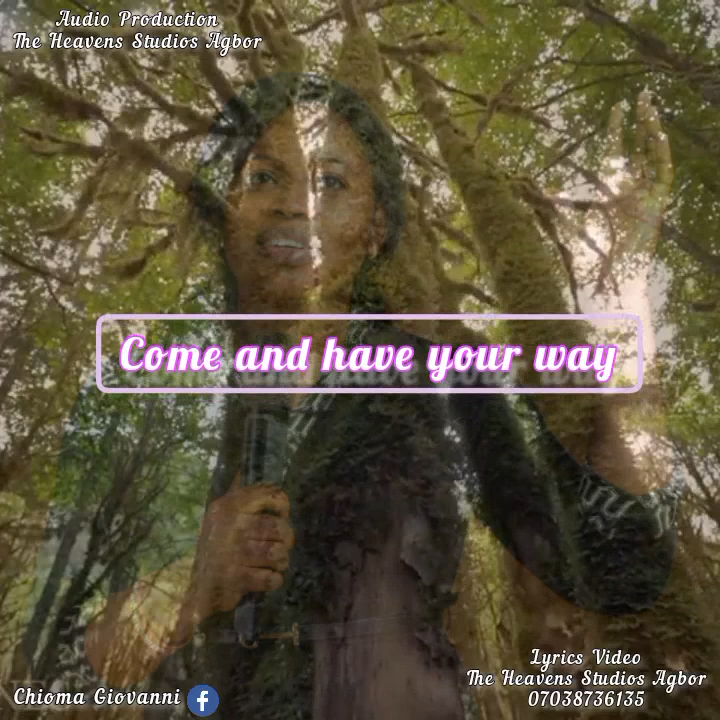 Audio Production
The Heavens Studios Agbor
Come and have your way
Chioma Giovanni
Lyrics Video
The Heavens Studios Agbor
07038736135